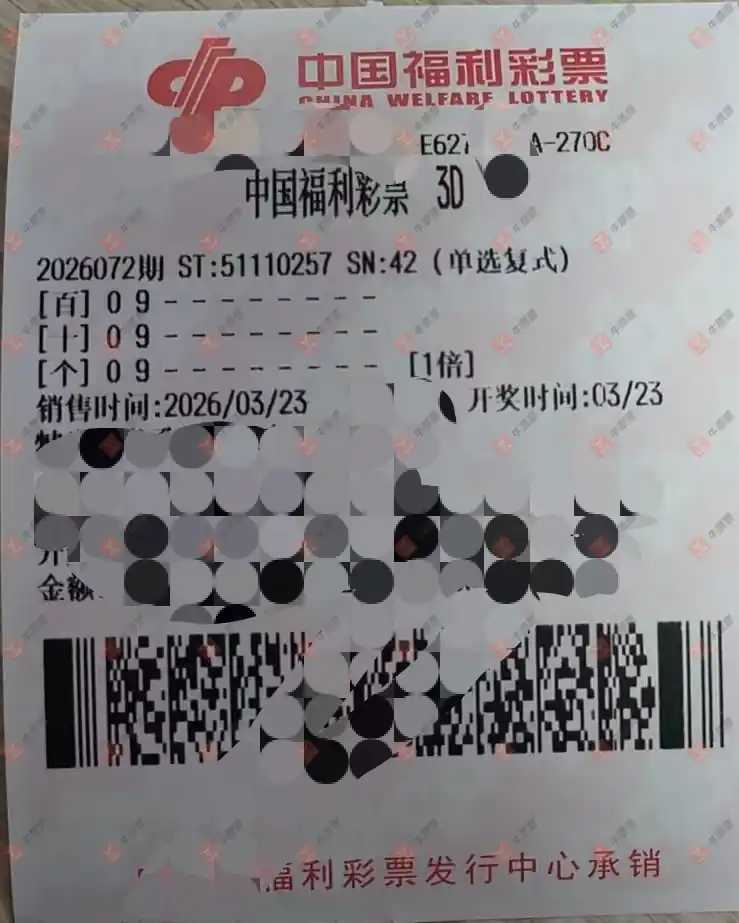 中国福利彩票
CHINA WELFARE LOTTERY
E627 A-270C
中国福利彩票 3D
2026072期 ST:51110257 SN:42 (单选复式)
[百] 0 9 - - - - - - - -
[十] 0 9 - - - - - - - -
[个] 0 9 - - - - - - - - [1倍]
销售时间:2026/03/23 开奖时间:03/23
金额
福利彩票发行中心承销